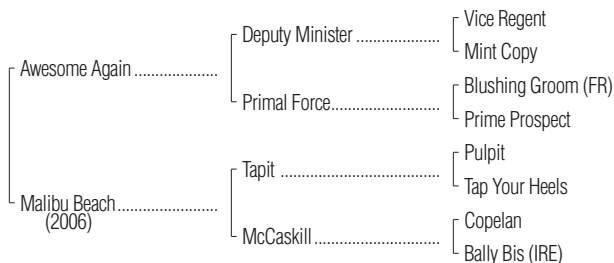 Vice Regent
Deputy Minister ......................
Mint Copy
Awesome Again ......................
Blushing Groom (FR)
Primal Force............................
Prime Prospect
Pulpit
Tapit ..........................................
Tap Your Heels
Malibu Beach ..........................
(2006)
Copelan
McCaskill.................................
Bally Bis (IRE)